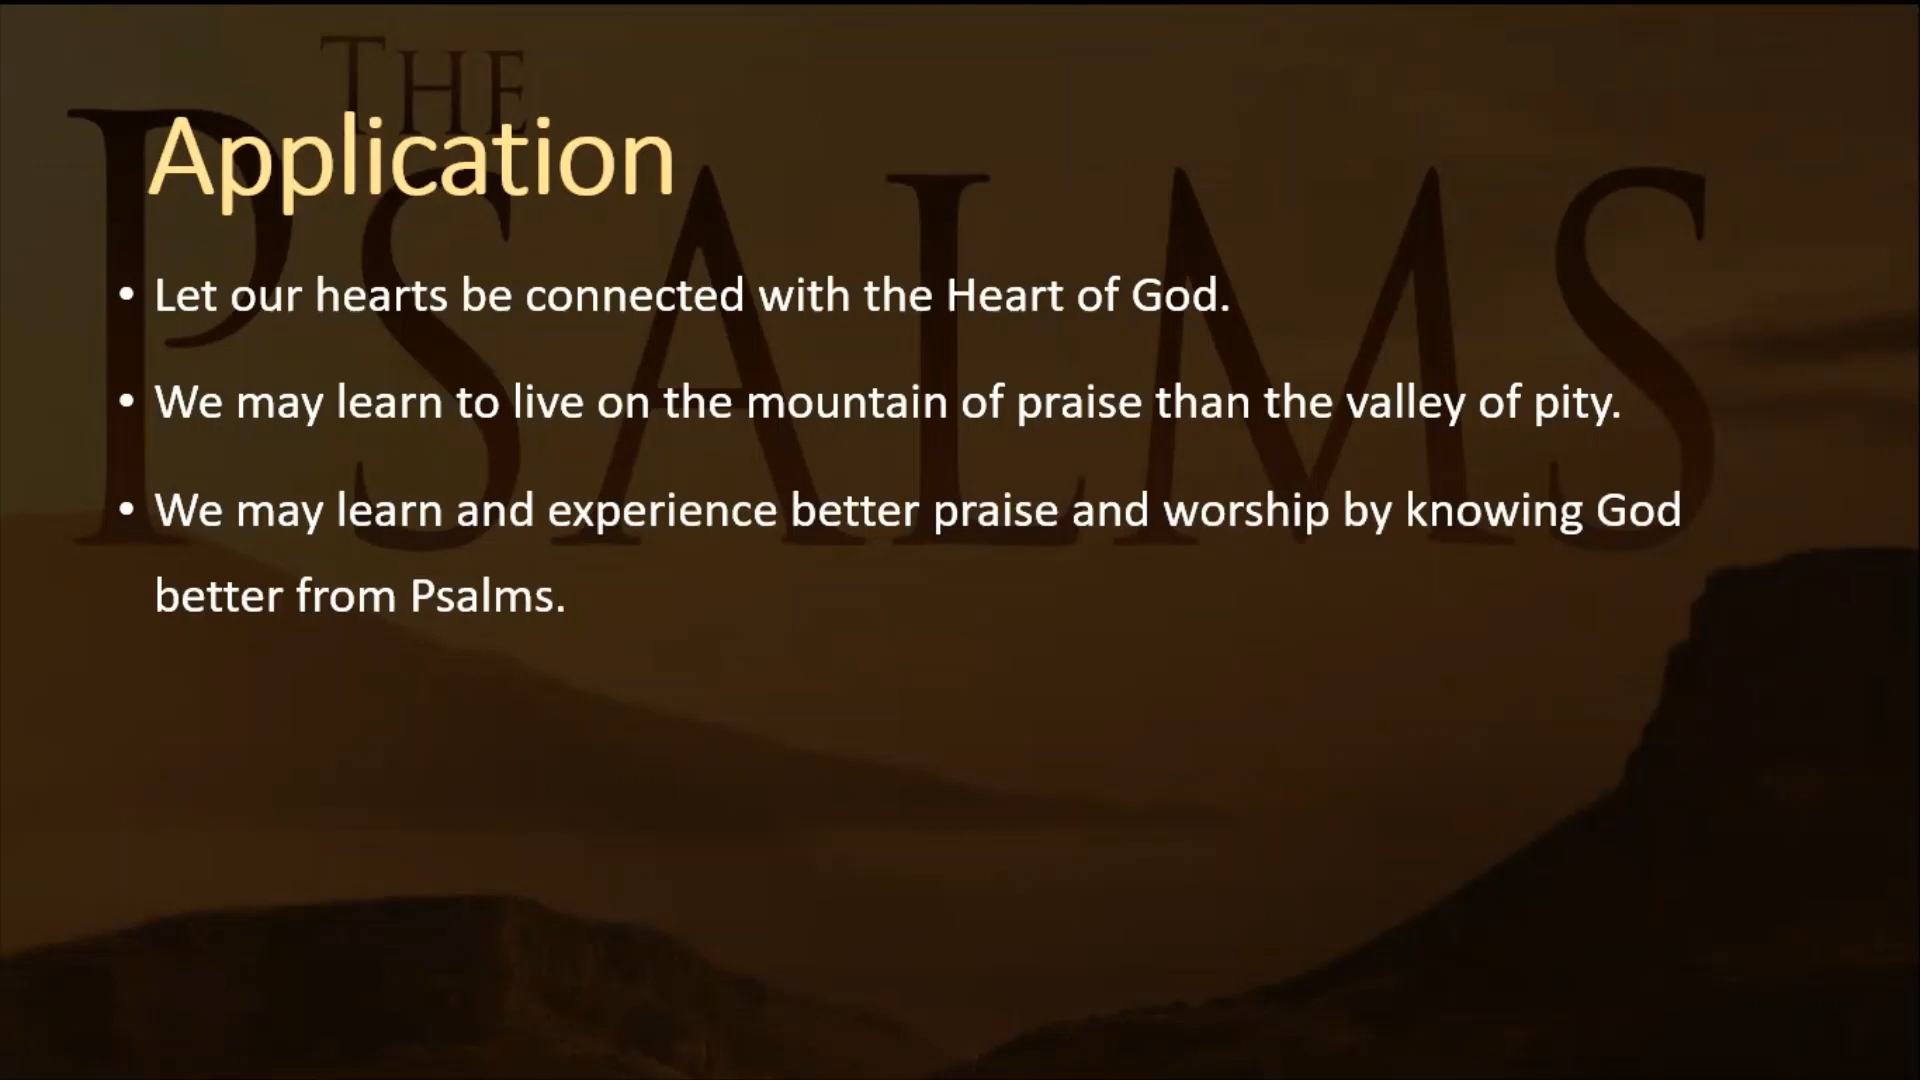 THE
PSALMS
Application
• Let our hearts be connected with the Heart of God.
• We may learn to live on the mountain of praise than the valley of pity.
• We may learn and experience better praise and worship by knowing God
better from Psalms.